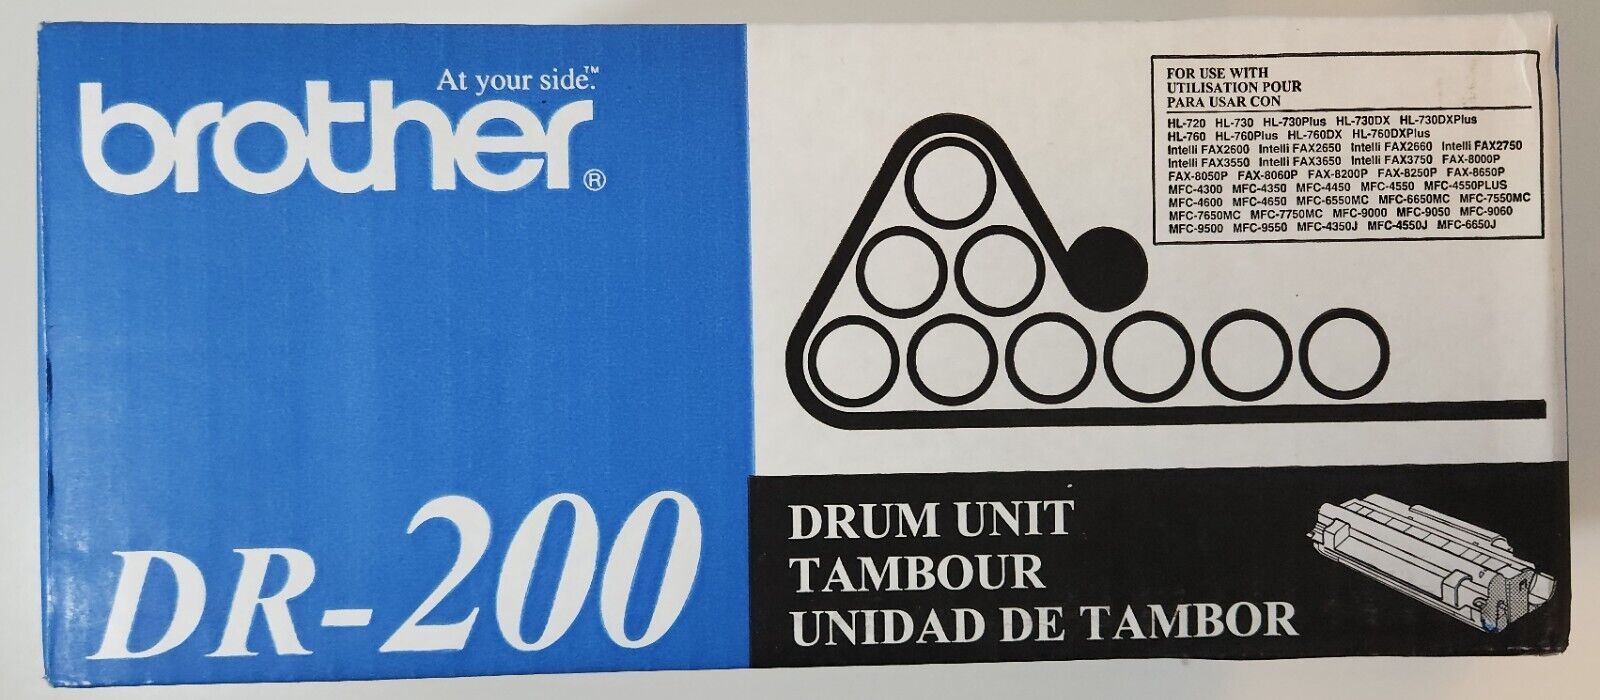 At your side.™
brother®
DR-200
FOR USE WITH
UTILISATION POUR
PARA USAR CON
HL-720 HL-730 HL-730Plus HL-730DX HL-730DXPlus
HL-760 HL-760Plus HL-760DX HL-760DXPlus
Intelli FAX2600 Intelli FAX2650 Intelli FAX2660 Intelli FAX2750
Intelli FAX3550 Intelli FAX3650 Intelli FAX3750 FAX-8000P
FAX-8050P FAX-8060P FAX-8200P FAX-8250P FAX-8650P
MFC-4300 MFC-4350 MFC-4450 MFC-4550 MFC-4550PLUS
MFC-4600 MFC-4650 MFC-6550MC MFC-6650MC MFC-7550MC
MFC-7650MC MFC-7750MC MFC-9000 MFC-9050 MFC-9060
MFC-9500 MFC-9550 MFC-4350J MFC-4550J MFC-6650J
DRUM UNIT
TAMBOUR
UNIDAD DE TAMBOR